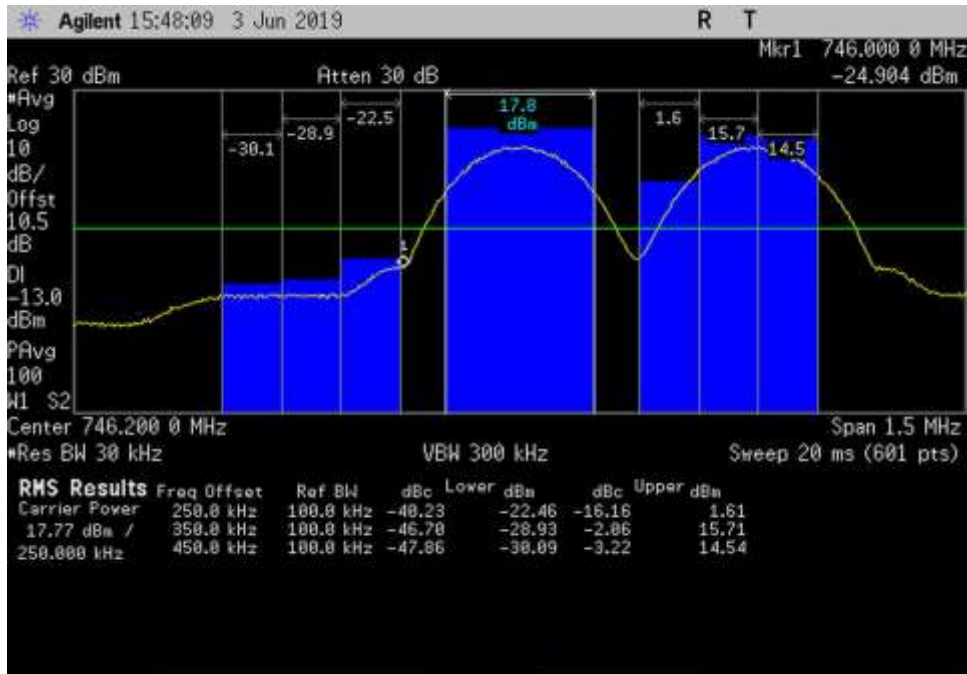 Agilent 15:48:09 3 Jun 2019 R T
Mkr1 746.000 0 MHz
Ref 30 dBm Atten 30 dB -24.904 dBm
#Avg
Log
10
dB/
Offst
10.5
dB
DI
-13.0
dBm
PAvg
100
W1 S2
-30.1
-28.9
-22.5
17.8
dBm
1.6
15.7
14.5
1
Center 746.200 0 MHz Span 1.5 MHz
#Res BW 30 kHz VBW 300 kHz Sweep 20 ms (601 pts)
RMS Results Freq Offset Ref BW dBc Lower dBm dBc Upper dBm
Carrier Power 250.0 kHz 100.0 kHz -40.23 -22.46 -16.16 1.61
17.77 dBm / 350.0 kHz 100.0 kHz -46.70 -28.93 -2.06 15.71
250.000 kHz 450.0 kHz 100.0 kHz -47.86 -30.09 -3.22 14.54